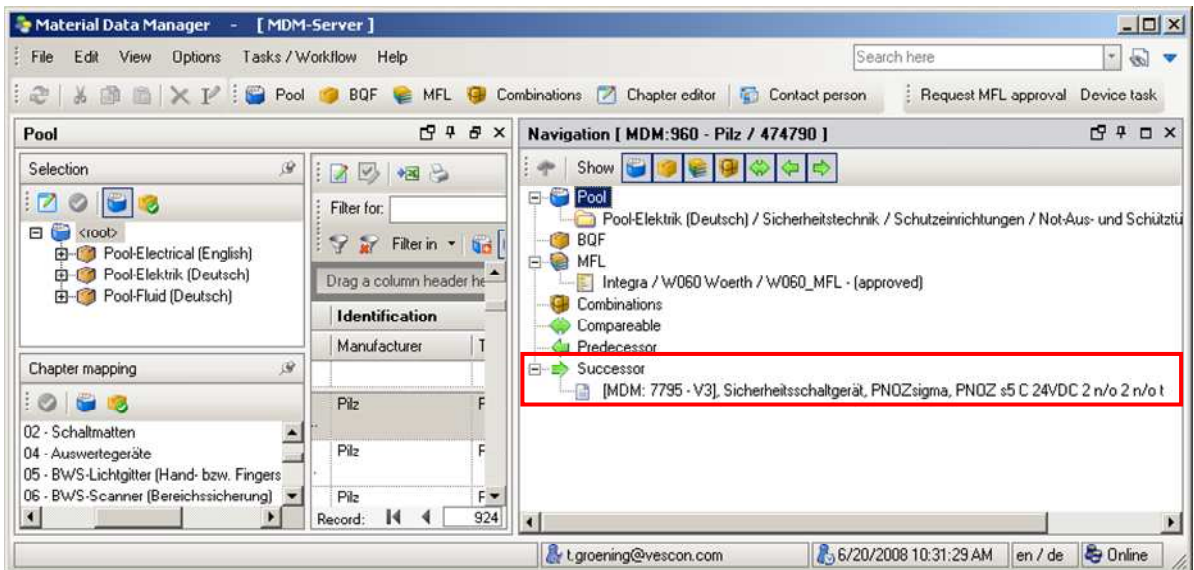 Material Data Manager - [ MDM-Server ]
File Edit View Options Tasks / Workflow Help
Search here
Pool BQF MFL Combinations Chapter editor Contact person Request MFL approval Device task
Pool
Selection
<root>
Pool-Electrical (English)
Pool-Elektrik (Deutsch)
Pool-Fluid (Deutsch)
Chapter mapping
02 - Schaltmatten
04 - Auswertegeräte
05 - BWS-Lichtgitter (Hand- bzw. Fingers
06 - BWS-Scanner (Bereichssicherung)
Filter for:
Filter in
Drag a column header he
Identification
Manufacturer T
Pilz F
Pilz F
Pilz F
Record: 924
Navigation [ MDM:960 - Pilz / 474790 ]
Show
Pool
Pool-Elektrik (Deutsch) / Sicherheitstechnik / Schutzeinrichtungen / Not-Aus- und Schütztü
BQF
MFL
Integra / W060 Woerth / W060_MFL - (approved)
Combinations
Compareable
Predecessor
Successor
[MDM: 7795 - V3], Sicherheitsschaltgerät, PNOZsigma, PNOZ s5 C 24VDC 2 n/o 2 n/o t
t.groening@vescon.com 6/20/2008 10:31:29 AM en / de Online